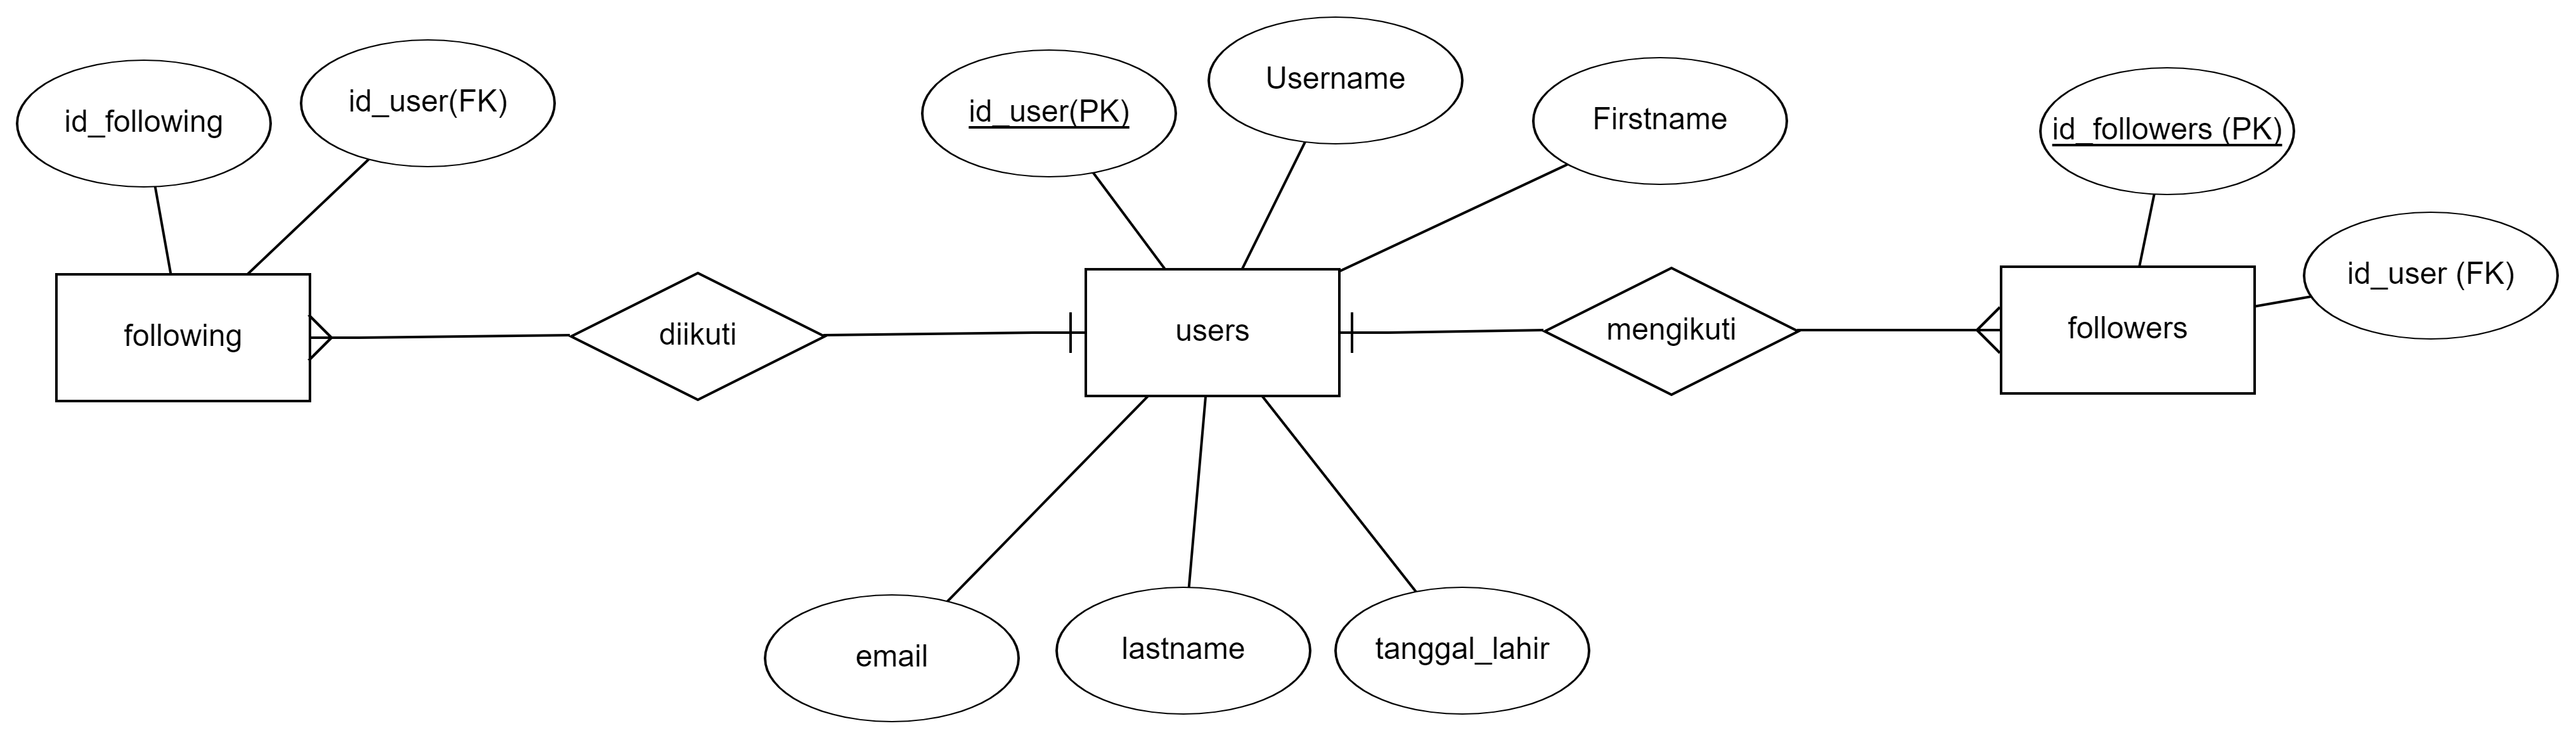 id_following
id_user(FK)
id_user(PK)
Username
Firstname
id_followers (PK)
id_user (FK)
following
diikuti
users
mengikuti
followers
email
lastname
tanggal_lahir